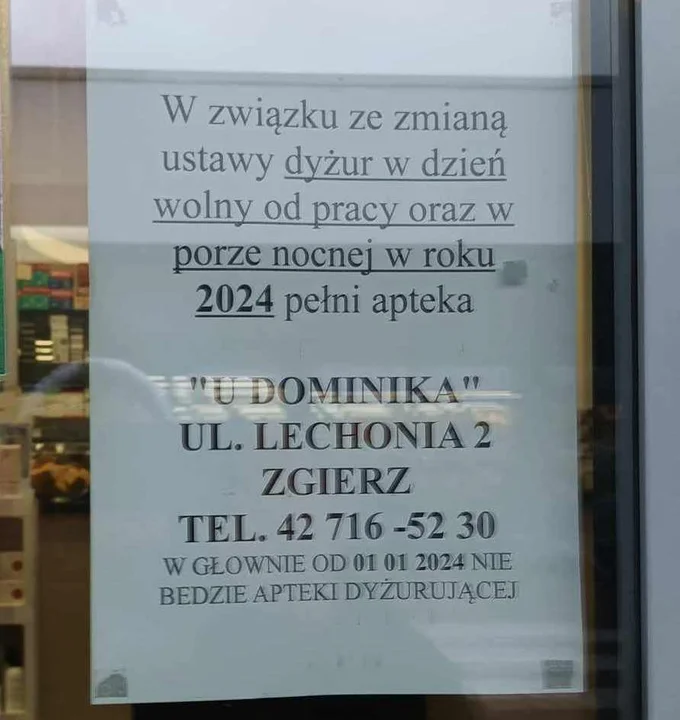 W związku ze zmianą
ustawy dyżur w dzień
wolny od pracy oraz w
porze nocnej w roku
2024 pełni apteka
"U DOMINIKA"
UL. LECHONIA 2
ZGIERZ
TEL. 42 716 -52 30
W GŁOWNIE OD 01 01 2024 NIE
BEDZIE APTEKI DYŻURUJĄCEJ